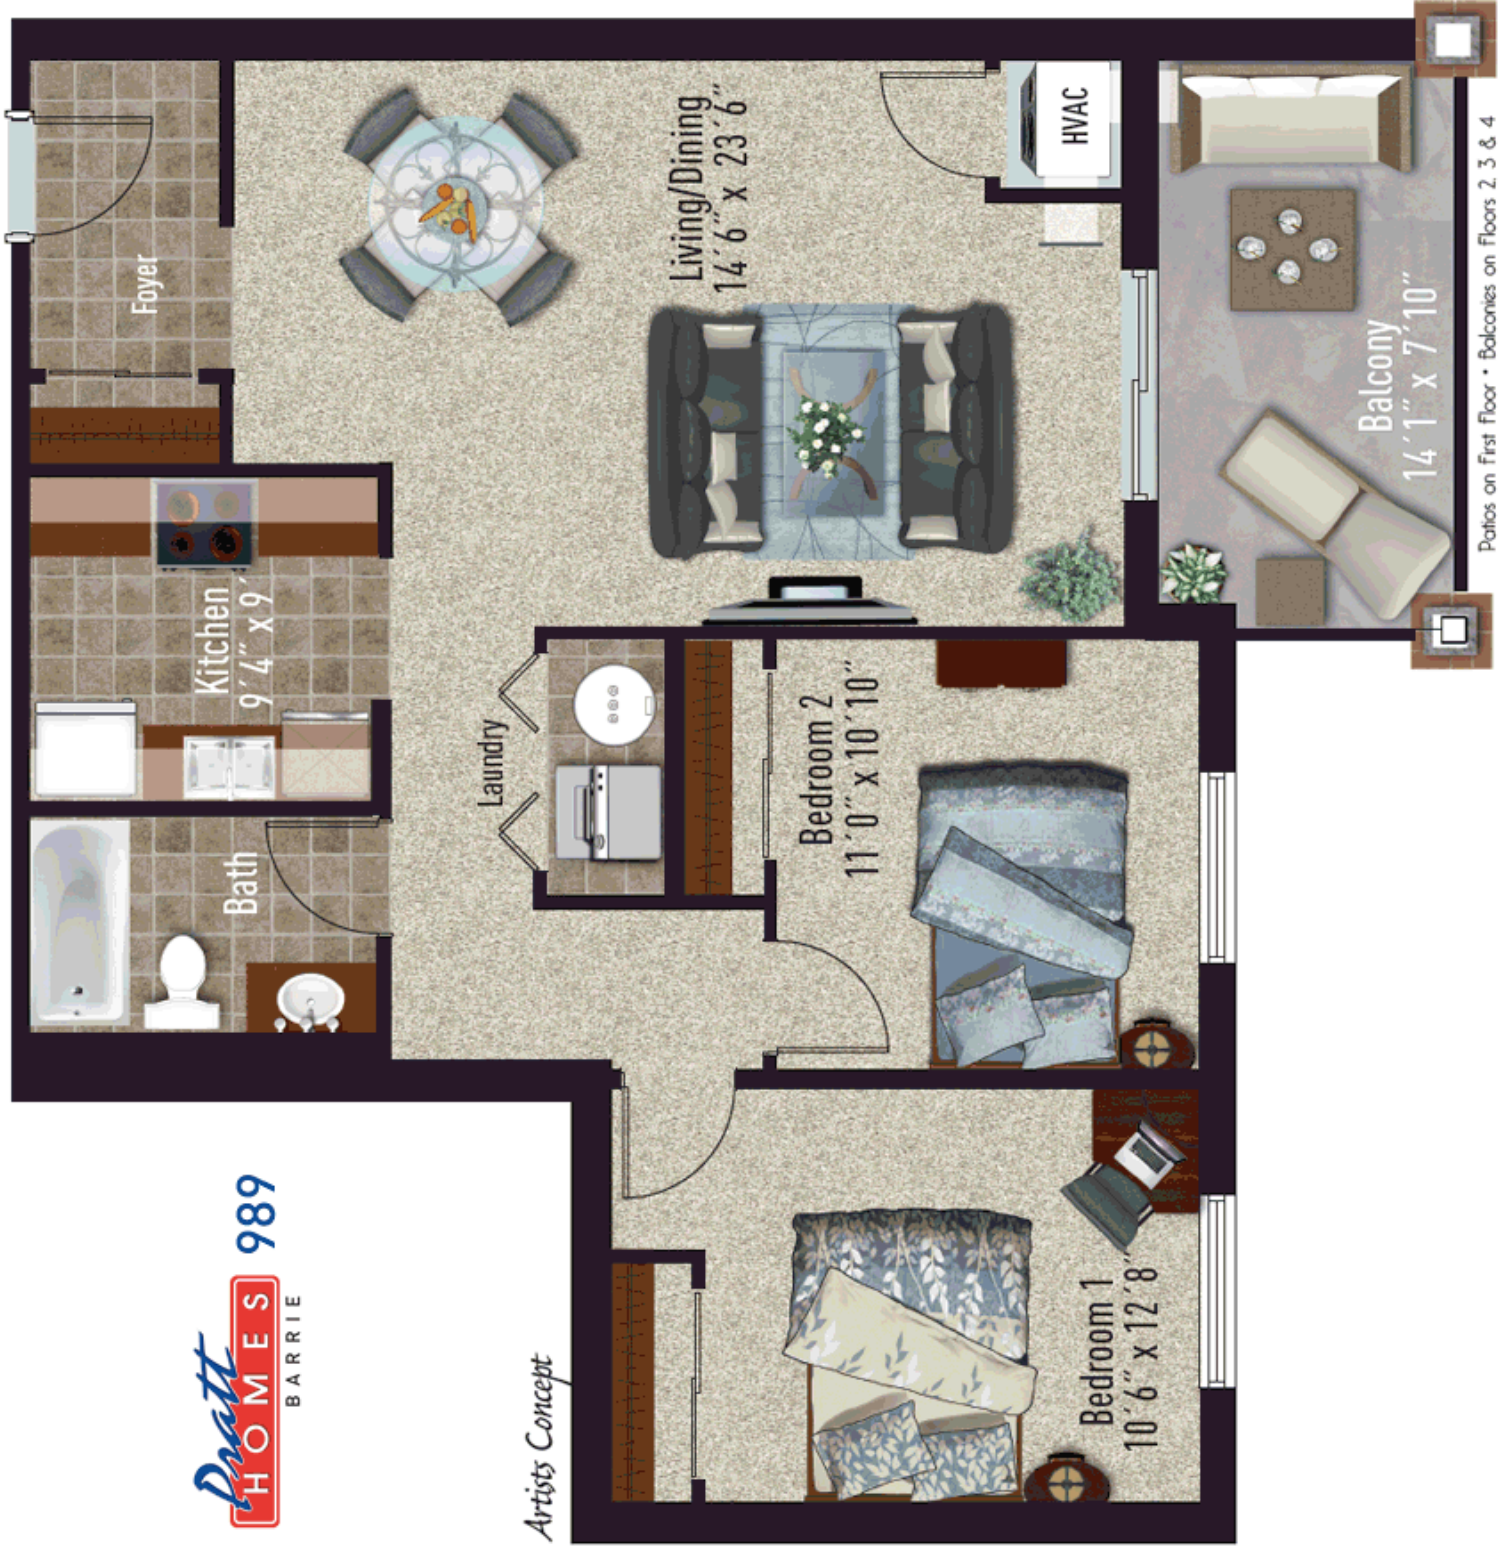 Foyer
Living/Dining
14'6" x 23'6"
HVAC
Balcony
14'1" x 7'10"
Patios on First Floor • Balconies on Floors 2, 3 & 4
Kitchen
9'4" x 9'
Laundry
Bath
Bedroom 2
11'0" x 10'10"
Bedroom 1
10'6" x 12'8"
Pratt
HOMES
BARRIE
989
Artists Concept